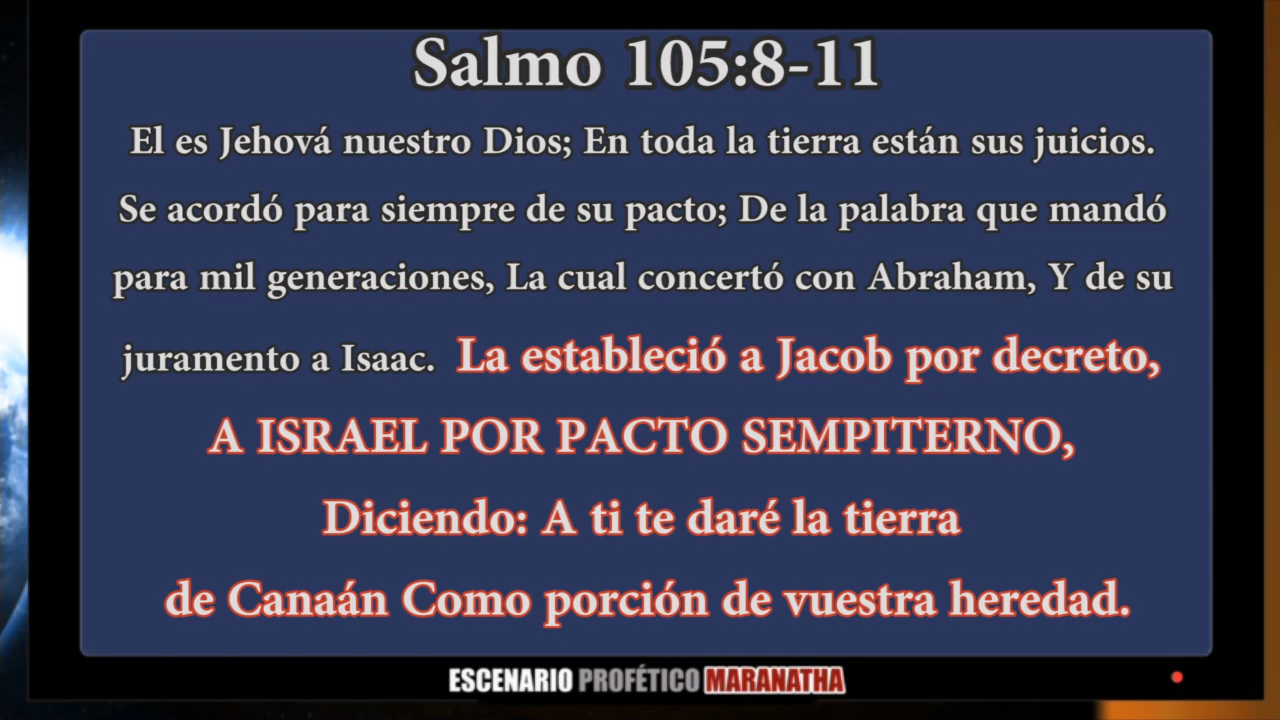 Salmo 105:8-11
El es Jehová nuestro Dios; En toda la tierra están sus juicios.
Se acordó para siempre de su pacto; De la palabra que mandó
para mil generaciones, La cual concertó con Abraham, Y de su
juramento a Isaac. La estableció a Jacob por decreto,
A ISRAEL POR PACTO SEMPITERNO,
Diciendo: A ti te daré la tierra
de Canaán Como porción de vuestra heredad.
ESCENARIO PROFÉTICO MARANATHA